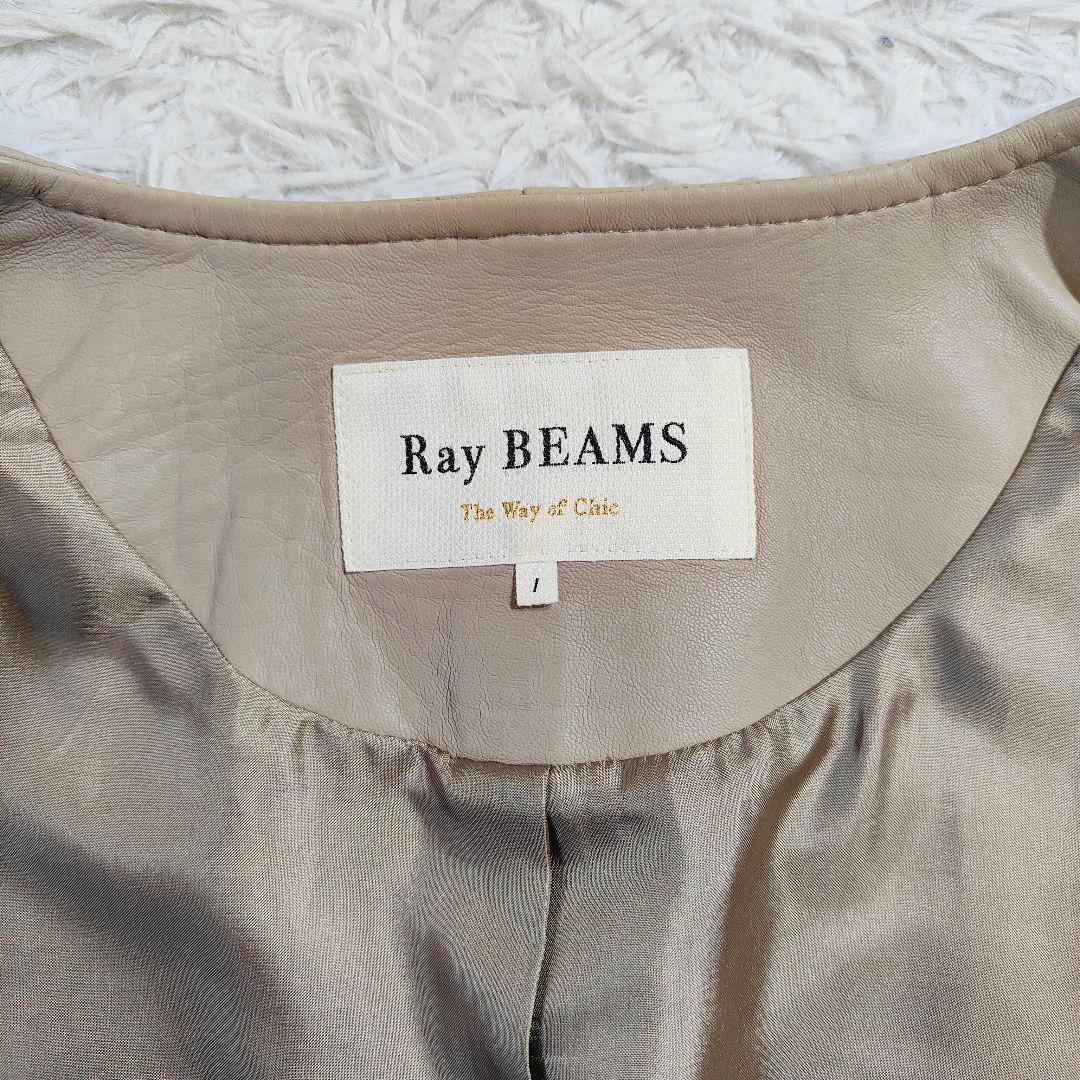 Ray BEAMS
The Way of Chic
1